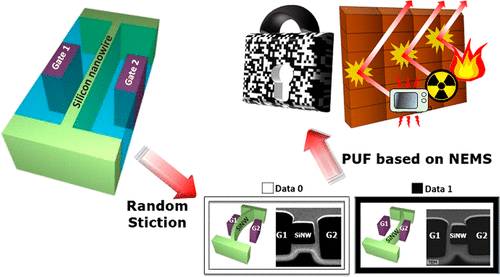 Gate 1
Silicon nanowire
Gate 2
Random
Stiction
PUF based on NEMS
Data 0
Data 1
G1
SiNW
G2
G1
SiNW
G2
G1
SiNW
G2
G1
SiNW
G2